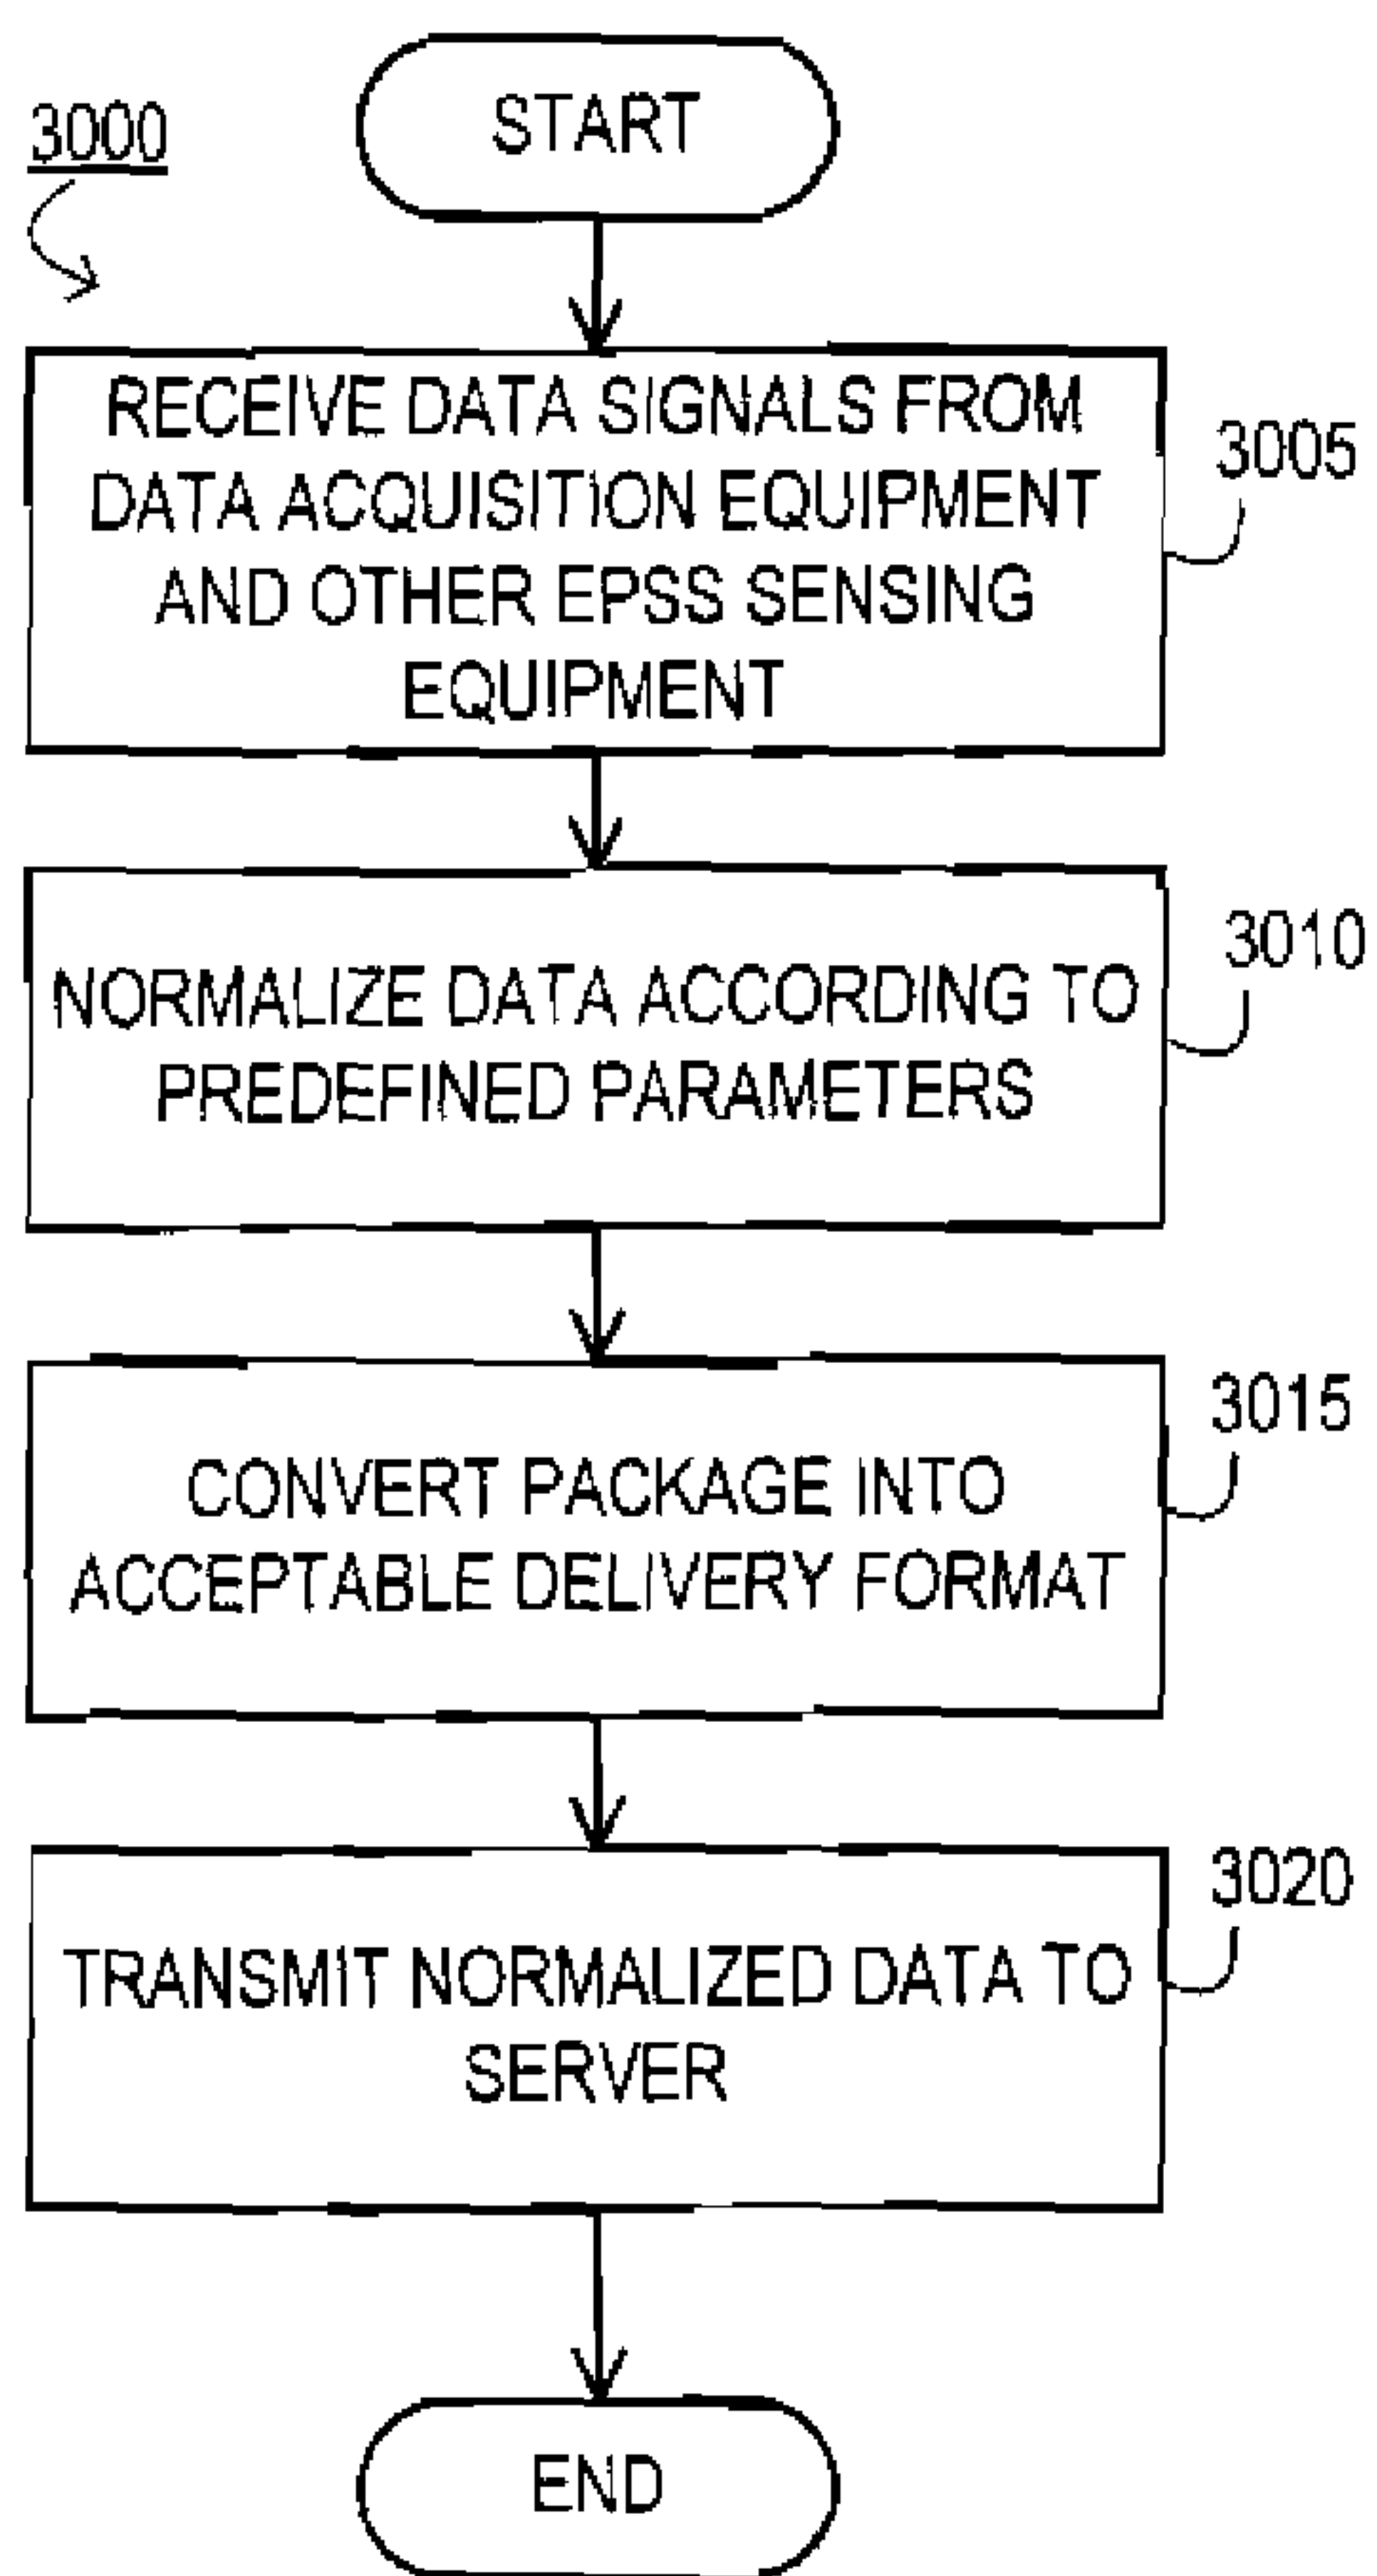 START
3000
RECEIVE DATA SIGNALS FROM
DATA ACQUISITION EQUIPMENT
AND OTHER EPSS SENSING
EQUIPMENT
3005
NORMALIZE DATA ACCORDING TO
PREDEFINED PARAMETERS
3010
CONVERT PACKAGE INTO
ACCEPTABLE DELIVERY FORMAT
3015
TRANSMIT NORMALIZED DATA TO
SERVER
3020
END